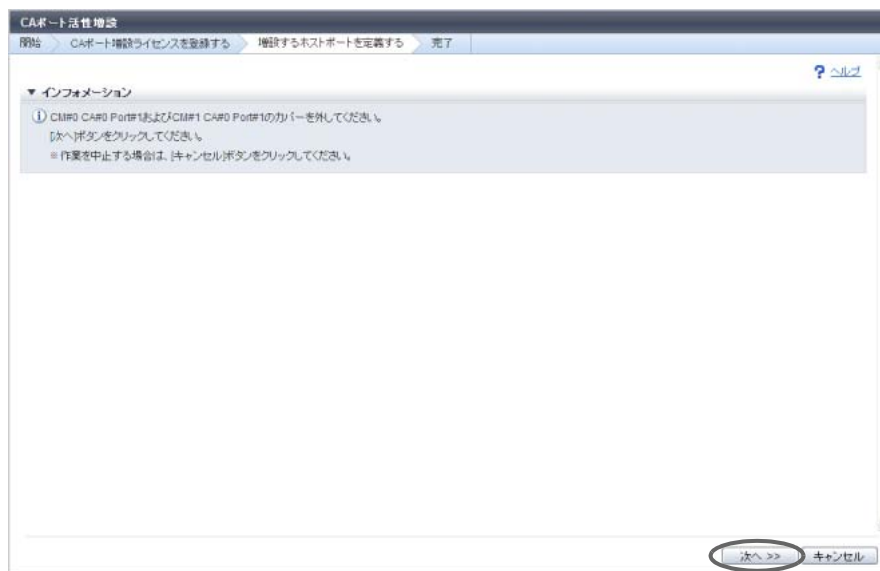 CAポート活性増設
開始 CAポート増設ライセンスを登録する 増設するホストポートを定義する 完了
? ヘルプ
▼ インフォメーション
CM#0 CA#0 Port#1およびCM#1 CA#0 Port#1のカバーを外してください。
[次へ]ボタンをクリックしてください。
※作業を中止する場合は、[キャンセル]ボタンをクリックしてください。
次へ >> キャンセル